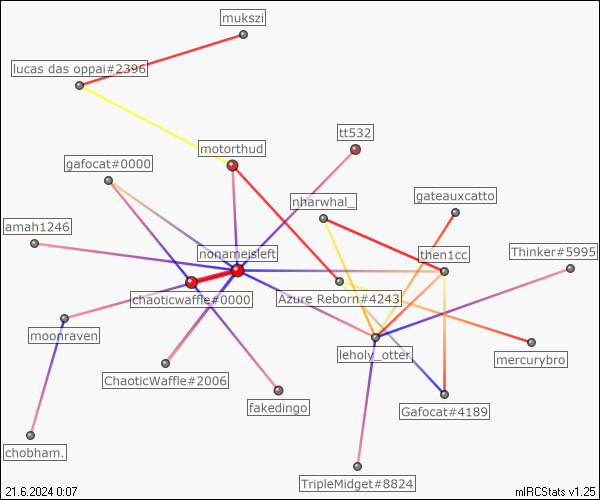 mukszi
lucas das oppai#2396
tt532
motorthud
gafocat#0000
nharwhal_
gateauxcatto
amah1246
nonameisleft
then1cc
Thinker#5995
chaoticwaffle#0000
Azure Reborn#4243
moonraven
leholy_otter
mercurybro
ChaoticWaffle#2006
fakedingo
Gafocat#4189
chobham.
TripleMidget#8824
21.6.2024 0:07
mIRCStats v1.25